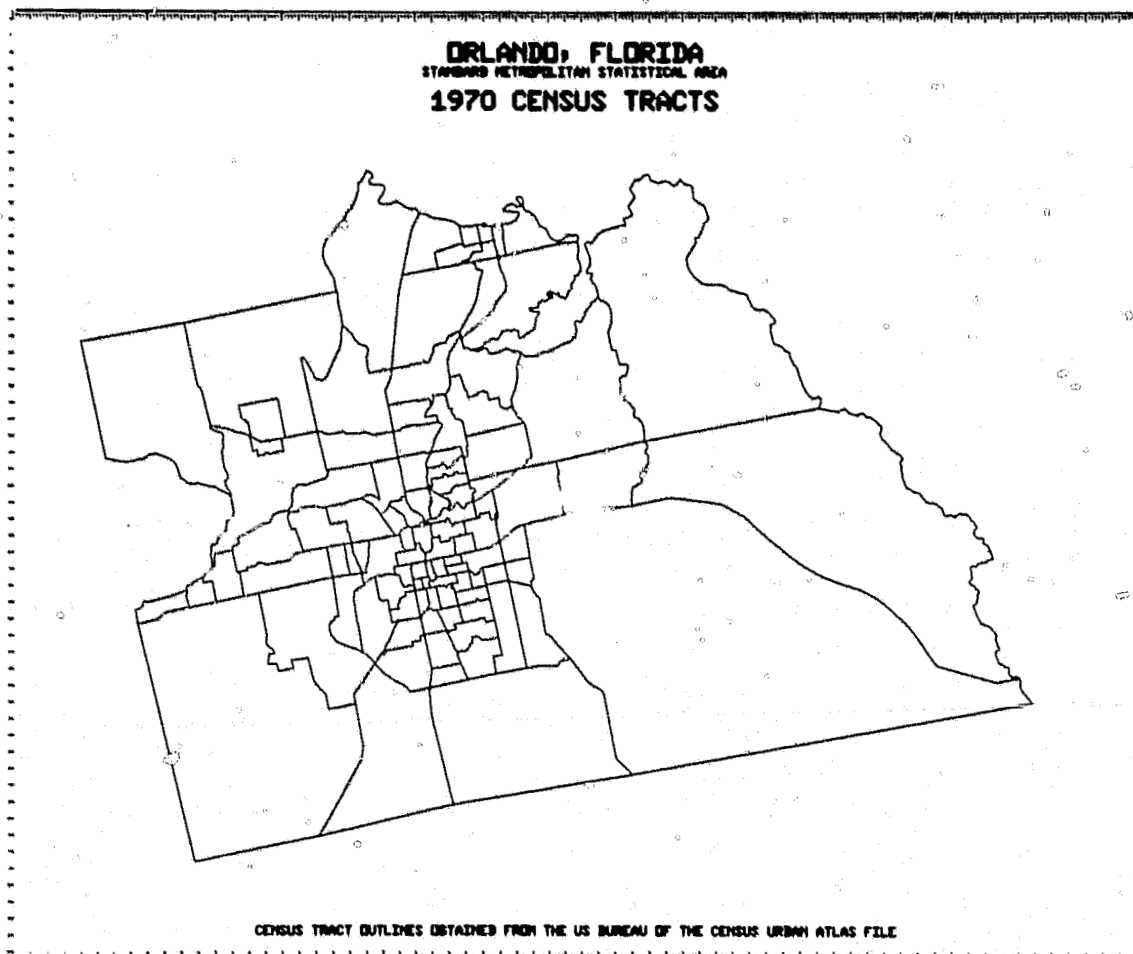 ORLANDO, FLORIDA
STANDARD METROPOLITAN STATISTICAL AREA
1970 CENSUS TRACTS
CENSUS TRACT OUTLINES OBTAINED FROM THE US BUREAU OF THE CENSUS URBAN ATLAS FILE